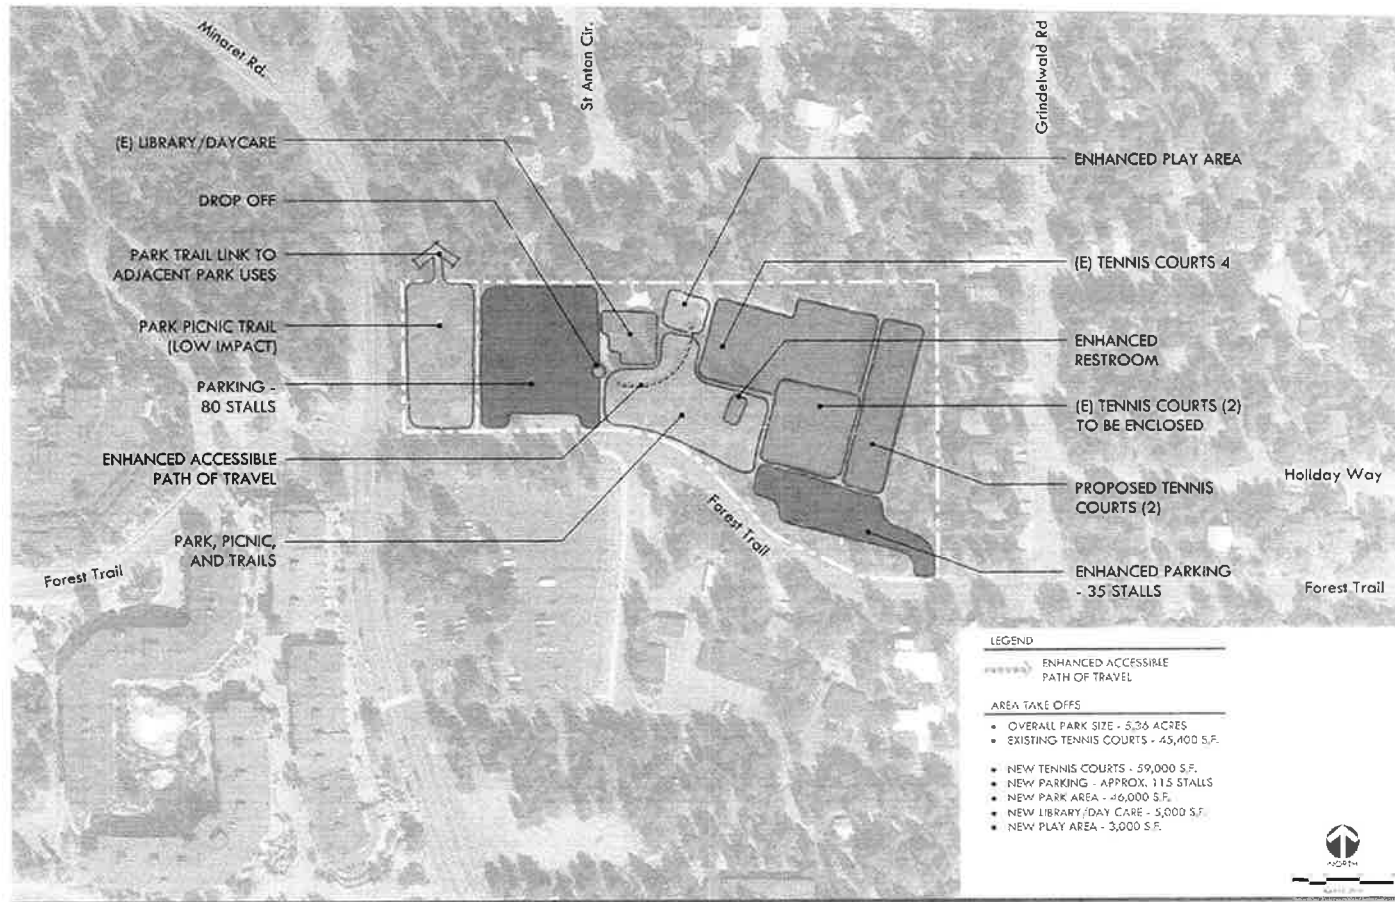 Minaret Rd.
St Anton Cir.
Grindelwald Rd
(E) LIBRARY/DAYCARE
DROP OFF
PARK TRAIL LINK TO
ADJACENT PARK USES
PARK PICNIC TRAIL
(LOW IMPACT)
PARKING -
80 STALLS
ENHANCED ACCESSIBLE
PATH OF TRAVEL
PARK, PICNIC,
AND TRAILS
Forest Trail
Forest Trail
ENHANCED PLAY AREA
(E) TENNIS COURTS 4
ENHANCED
RESTROOM
(E) TENNIS COURTS (2)
TO BE ENCLOSED
PROPOSED TENNIS
COURTS (2)
ENHANCED PARKING
- 35 STALLS
Holiday Way
Forest Trail
LEGEND
ENHANCED ACCESSIBLE
PATH OF TRAVEL
AREA TAKE OFFS
• OVERALL PARK SIZE - 5.36 ACRES
• EXISTING TENNIS COURTS - 45,400 S.F.
• NEW TENNIS COURTS - 59,000 S.F.
• NEW PARKING - APPROX. 115 STALLS
• NEW PARK AREA - 46,000 S.F.
• NEW LIBRARY/DAY CARE - 5,000 S.F.
• NEW PLAY AREA - 3,000 S.F.
NORTH